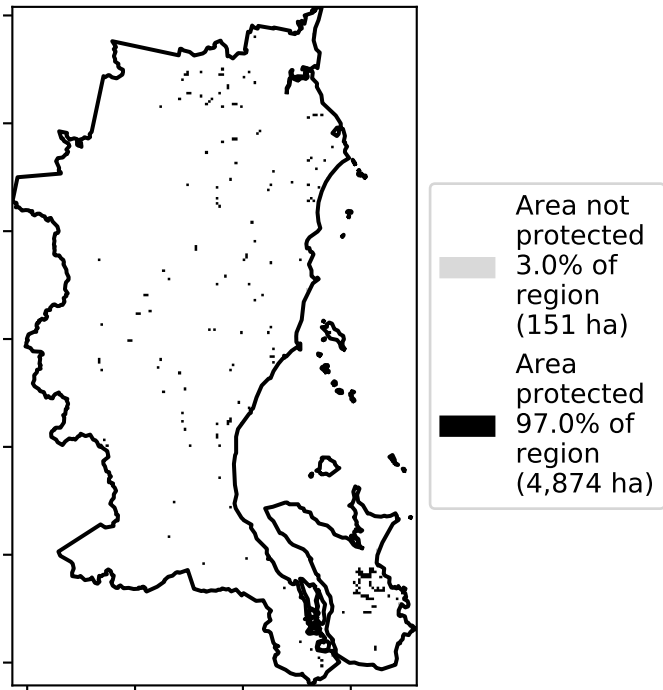 Area not
protected
3.0% of
region
(151 ha)
Area
protected
97.0% of
region
(4,874 ha)